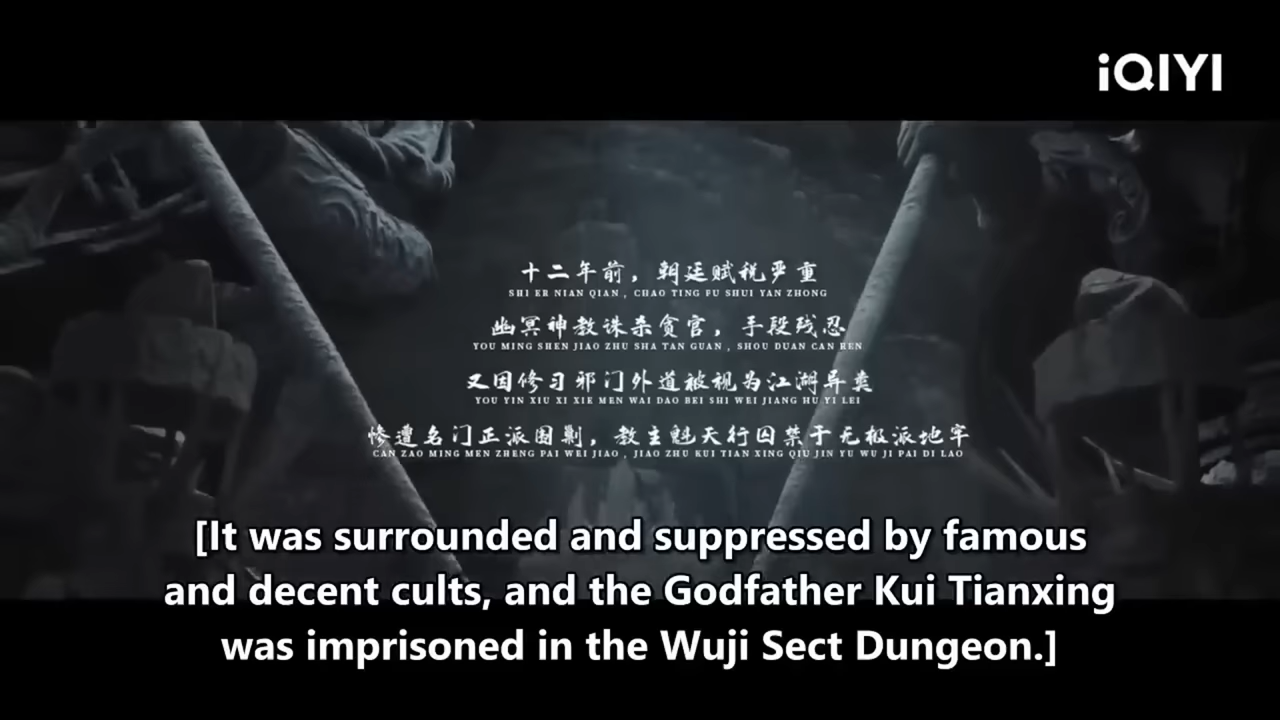 iQIYI
十二年前，朝廷赋税严重
SHI ER NIAN QIAN , CHAO TING FU SHUI YAN ZHONG
幽冥神教诛杀贪官，手段残忍
YOU MING SHEN JIAO ZHU SHA TAN GUAN , SHOU DUAN CAN REN
又因修习邪门外道被视为江湖异类
YOU YIN XIU XI XIE MEN WAI DAO BEI SHI WEI JIANG HU YI LEI
惨遭名门正派围剿，教主魁天行囚禁于无极派地牢
CAN ZAO MING MEN ZHENG PAI WEI JIAO , JIAO ZHU KUI TIAN XING QIU JIN YU WU JI PAI DI LAO
[It was surrounded and suppressed by famous
and decent cults, and the Godfather Kui Tianxing
was imprisoned in the Wuji Sect Dungeon.]